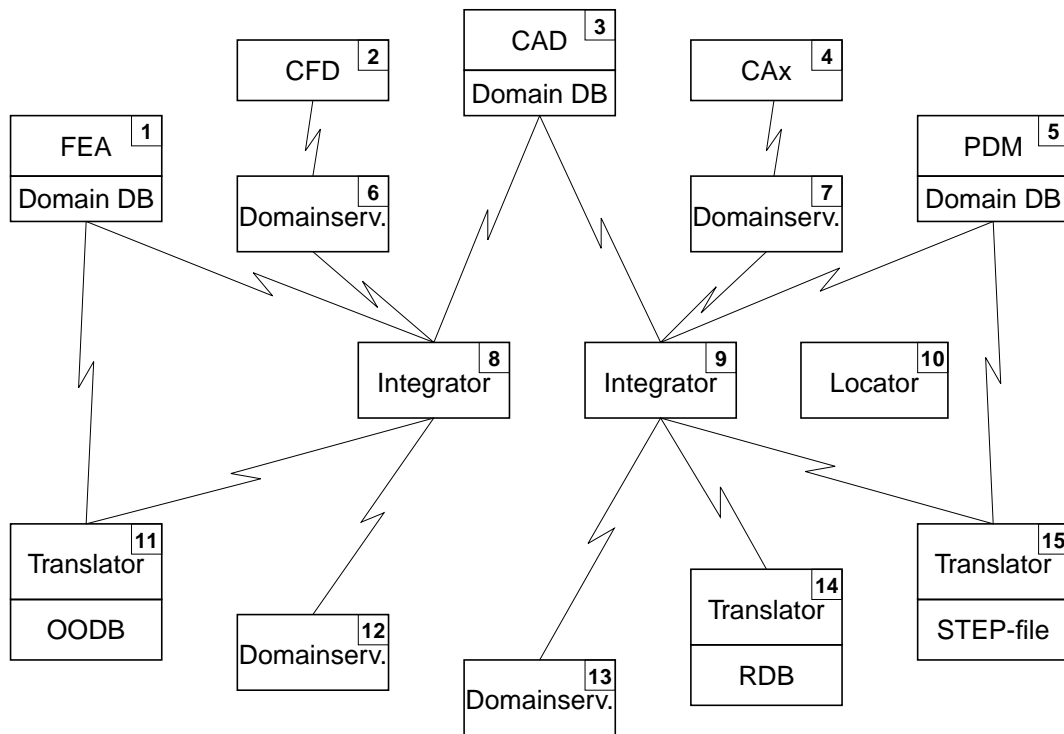 3
CAD
Domain DB
2
CFD
4
CAx
1
FEA
Domain DB
5
PDM
Domain DB
6
Domainserv.
7
Domainserv.
8
Integrator
9
Integrator
10
Locator
11
Translator
OODB
15
Translator
STEP-file
14
Translator
RDB
12
Domainserv.
13
Domainserv.